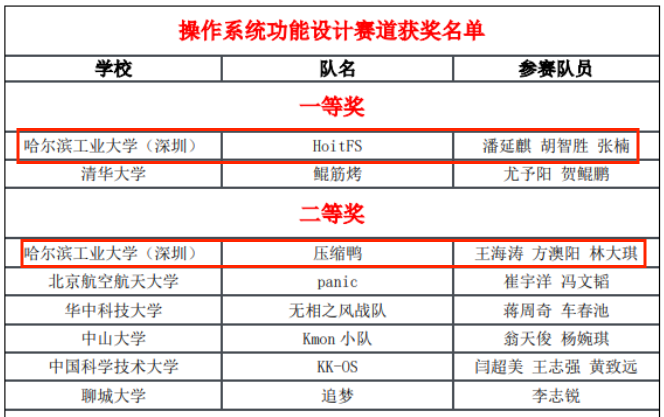 操作系统功能设计赛道获奖名单
学校 队名 参赛队员
一等奖
哈尔滨工业大学（深圳） HoitFS 潘延麒 胡智胜 张楠
清华大学 鲲筋烤 尤予阳 贺鲲鹏
二等奖
哈尔滨工业大学（深圳） 压缩鸭 王海涛 方澳阳 林大琪
北京航空航天大学 panic 崔宇洋 冯文韬
华中科技大学 无相之风战队 蒋周奇 车春池
中山大学 Kmon 小队 翁天俊 杨婉琪
中国科学技术大学 KK-OS 闫超美 王志强 黄致远
聊城大学 追梦 李志锐